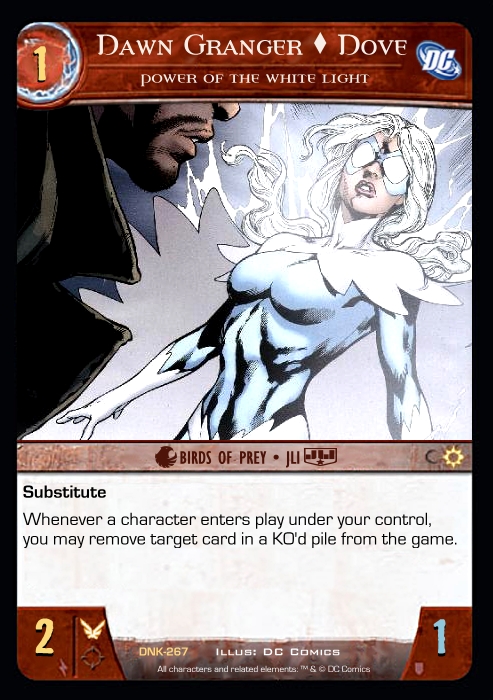 1
DAWN GRANGER ♦ DOVE
DC
POWER OF THE WHITE LIGHT
BIRDS OF PREY • JLI
C
Substitute
Whenever a character enters play under your control,
you may remove target card in a KO'd pile from the game.
2
1
DNK-267 ILLUS: DC COMICS
All characters and related elements: ™ & © DC Comics